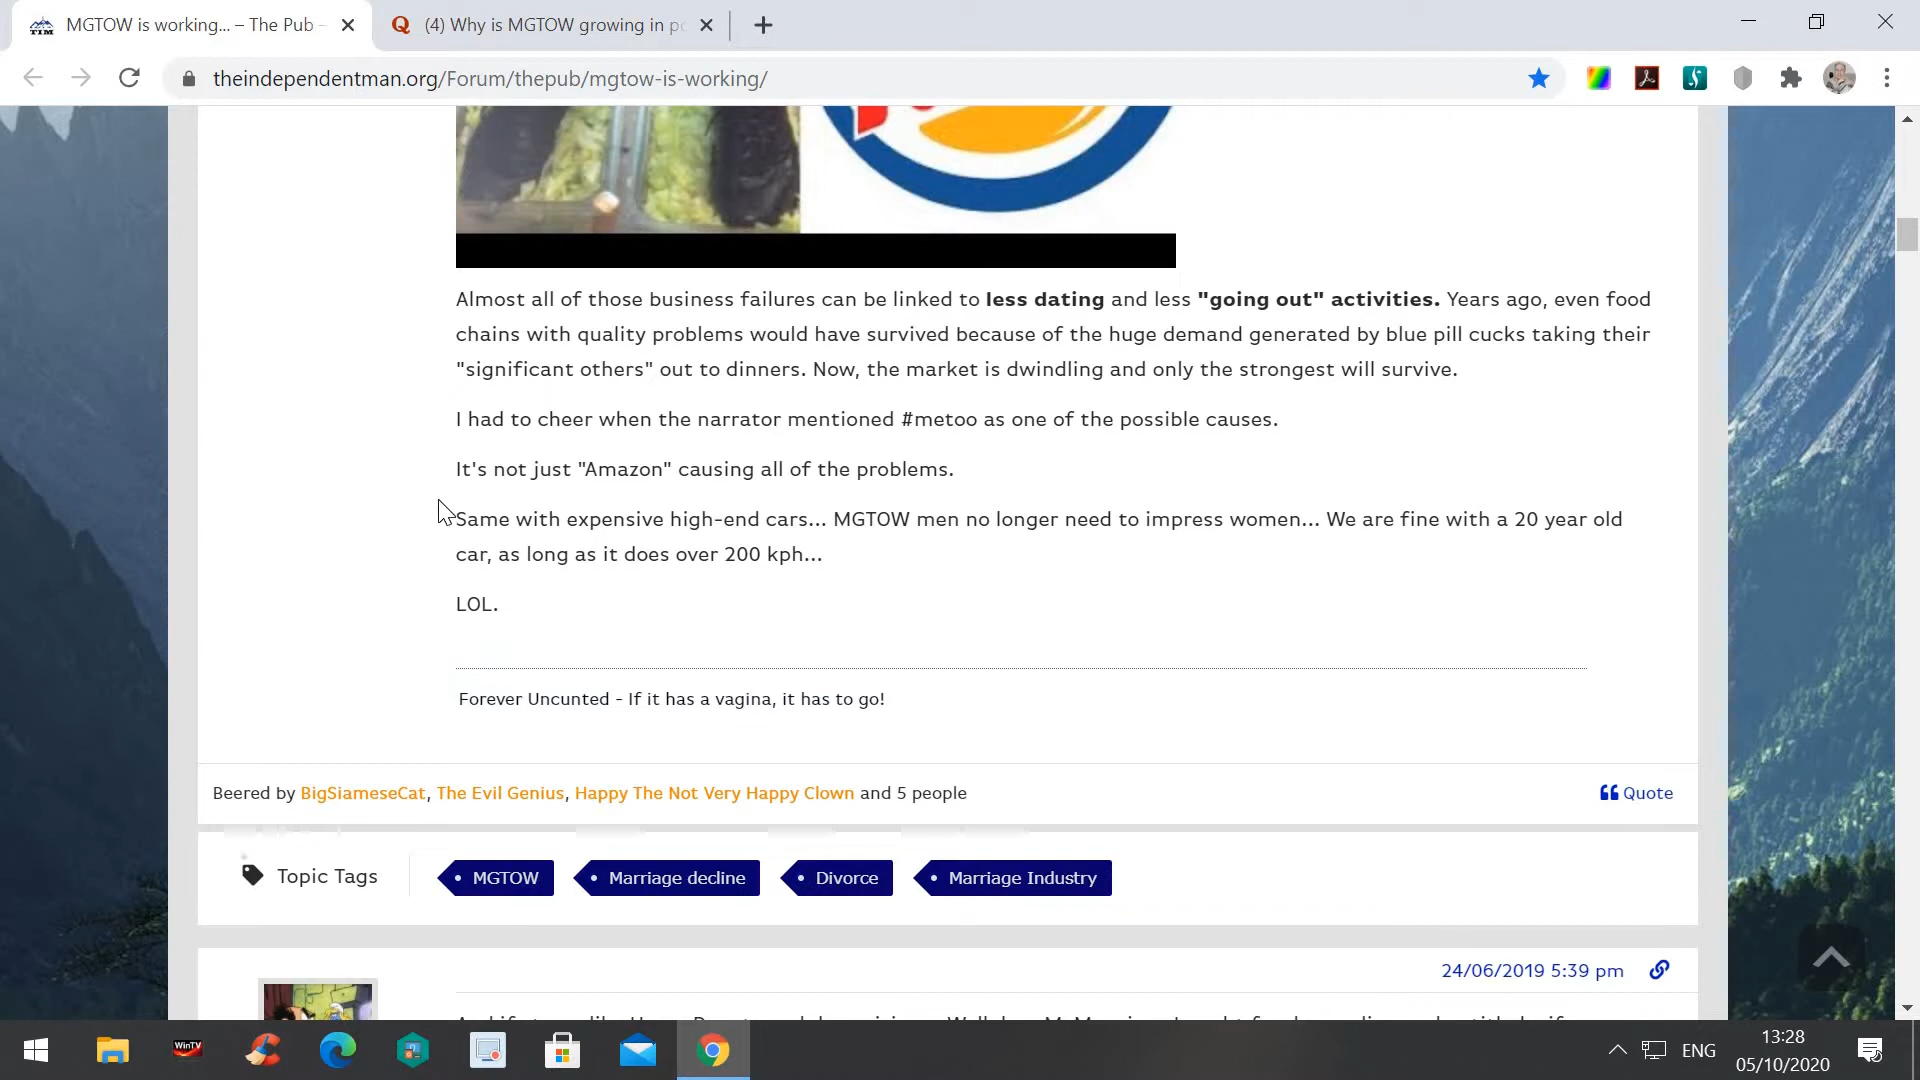 MGTOW is working... – The Pub –
(4) Why is MGTOW growing in po
theindependentman.org/Forum/thepub/mgtow-is-working/
Almost all of those business failures can be linked to less dating and less "going out" activities. Years ago, even food
chains with quality problems would have survived because of the huge demand generated by blue pill cucks taking their
"significant others" out to dinners. Now, the market is dwindling and only the strongest will survive.
I had to cheer when the narrator mentioned #metoo as one of the possible causes.
It's not just "Amazon" causing all of the problems.
Same with expensive high-end cars... MGTOW men no longer need to impress women... We are fine with a 20 year old
car, as long as it does over 200 kph...
LOL.
Forever Uncunted - If it has a vagina, it has to go!
Beered by BigSiameseCat, The Evil Genius, Happy The Not Very Happy Clown and 5 people
Quote
Topic Tags
MGTOW
Marriage decline
Divorce
Marriage Industry
24/06/2019 5:39 pm
WinTV
ENG
13:28
05/10/2020